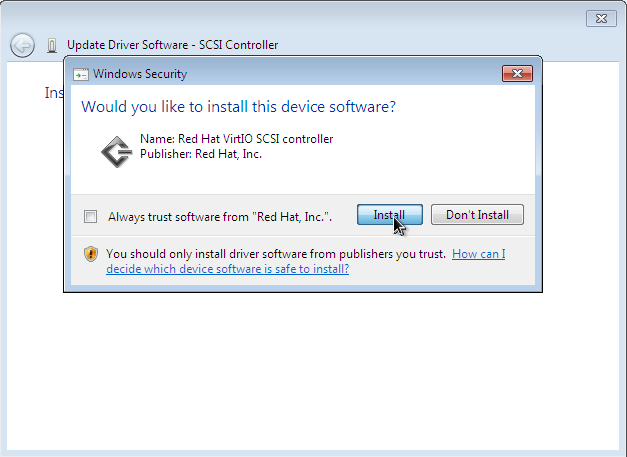 Update Driver Software - SCSI Controller
Ins
Windows Security
Would you like to install this device software?
Name: Red Hat VirtIO SCSI controller
Publisher: Red Hat, Inc.
Always trust software from "Red Hat, Inc.".
Install
Don't Install
You should only install driver software from publishers you trust. How can I
decide which device software is safe to install?